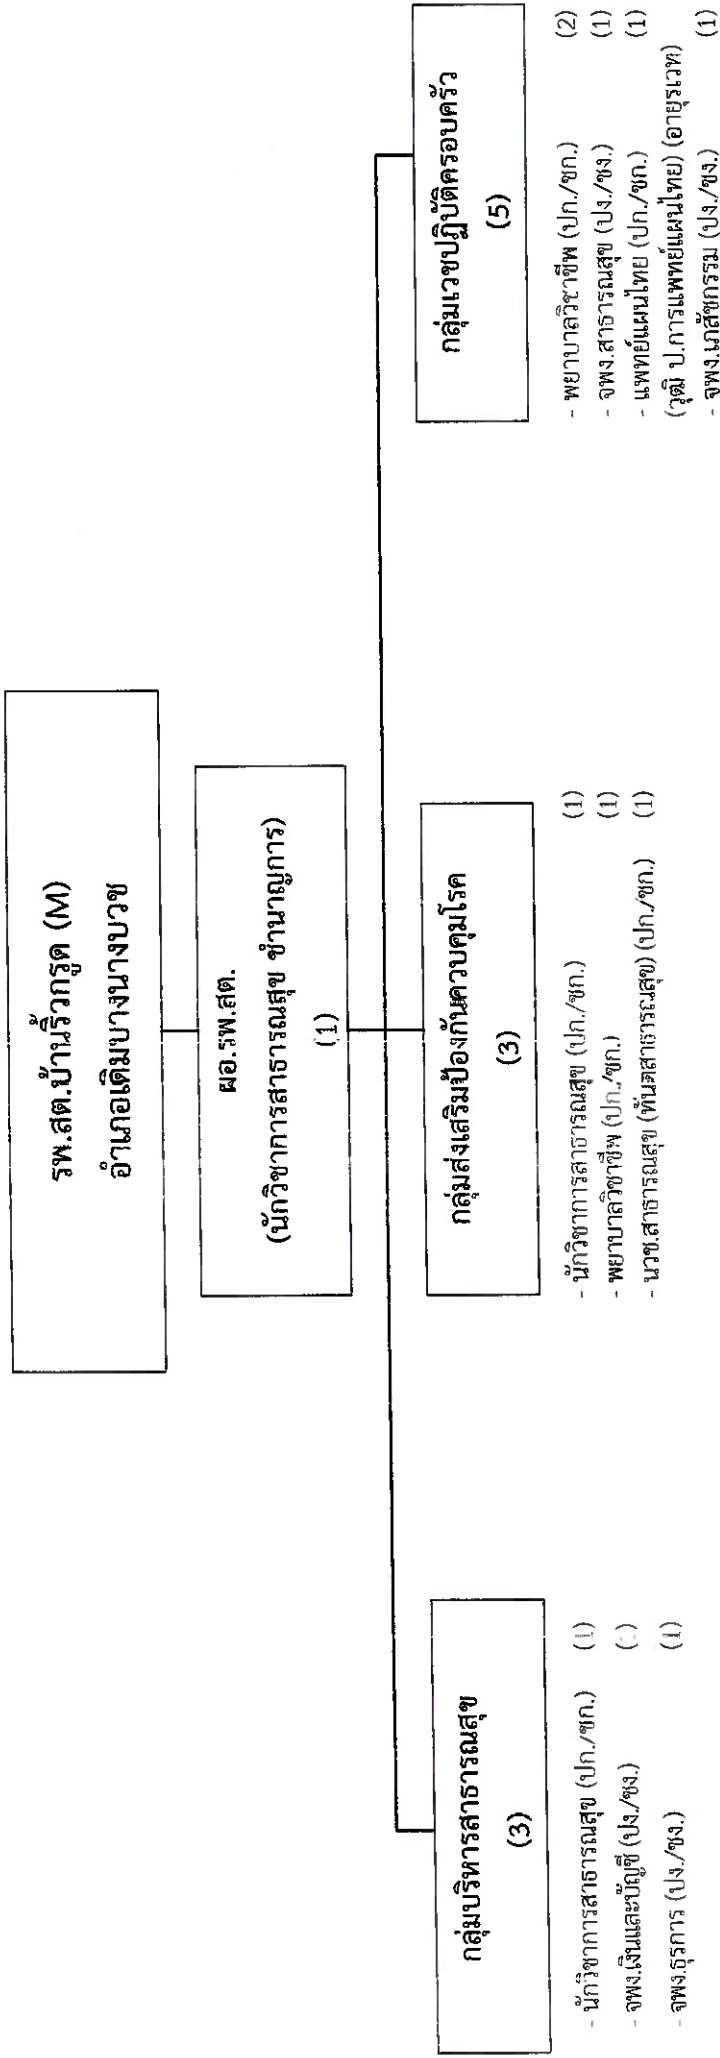 รพ.สต.บ้านริ้วกรูด (M)
อำเภอเดิมบางนางบวช
ผอ.รพ.สต.
(นักวิชาการสาธารณสุข ชำนาญการ)
(1)
กลุ่มบริหารสาธารณสุข
(3)
- นักวิชาการสาธารณสุข (ปก./ชก.) (1)
- จพง.เงินและบัญชี (ปง./ชง.)
- จพง.ธุรการ (ปง./ชง.) (1)
กลุ่มส่งเสริมป้องกันควบคุมโรค
(3)
- นักวิชาการสาธารณสุข (ปก./ชก.) (1)
- พยาบาลวิชาชีพ (ปก./ชก.) (1)
- นวช.สาธารณสุข (ทันตสาธารณสุข) (ปก./ชก.) (1)
กลุ่มเวชปฏิบัติครอบครัว
(5)
- พยาบาลวิชาชีพ (ปก./ชก.) (2)
- จพง.สาธารณสุข (ปง./ชง.) (1)
- แพทย์แผนไทย (ปก./ชก.) (1)
(วุฒิ ป.การแพทย์แผนไทย) (อายุรเวท)
- จพง.เภสัชกรรม (ปง./ชง.) (1)